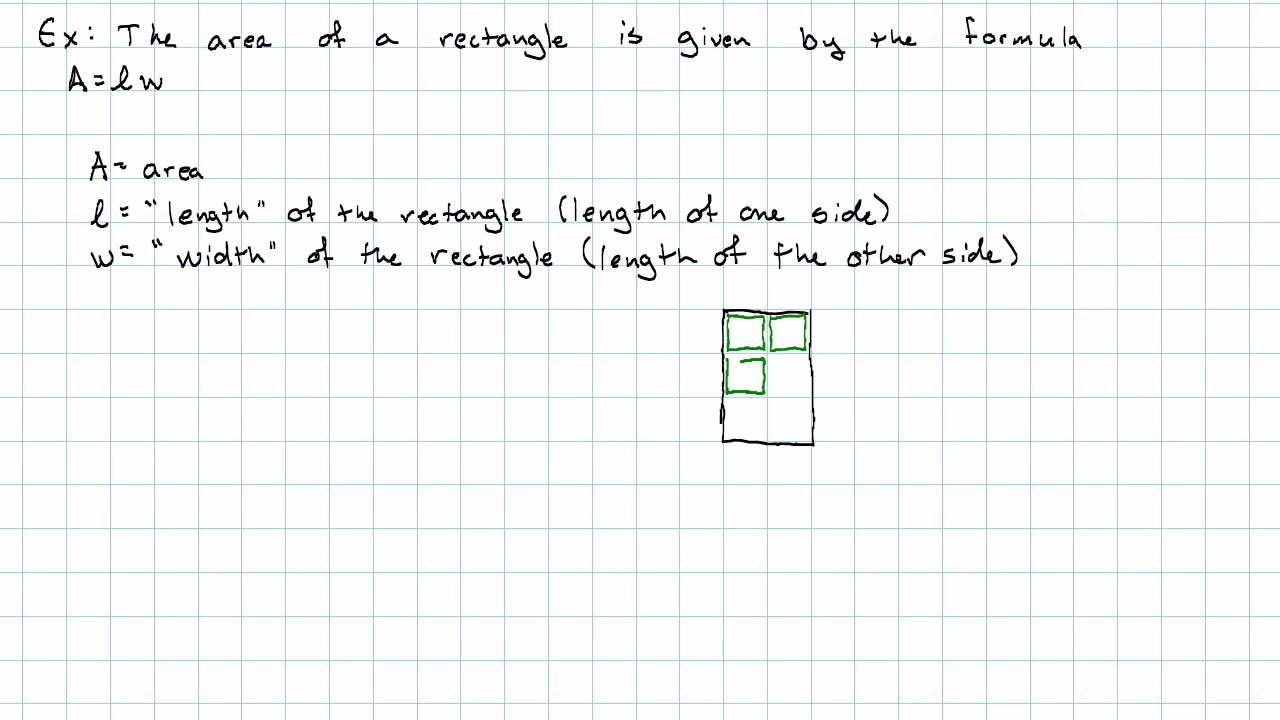 Ex: The area of a rectangle is given by the formula
A = l w
A = area
l = "length" of the rectangle (length of one side)
w = "width" of the rectangle (length of the other side)